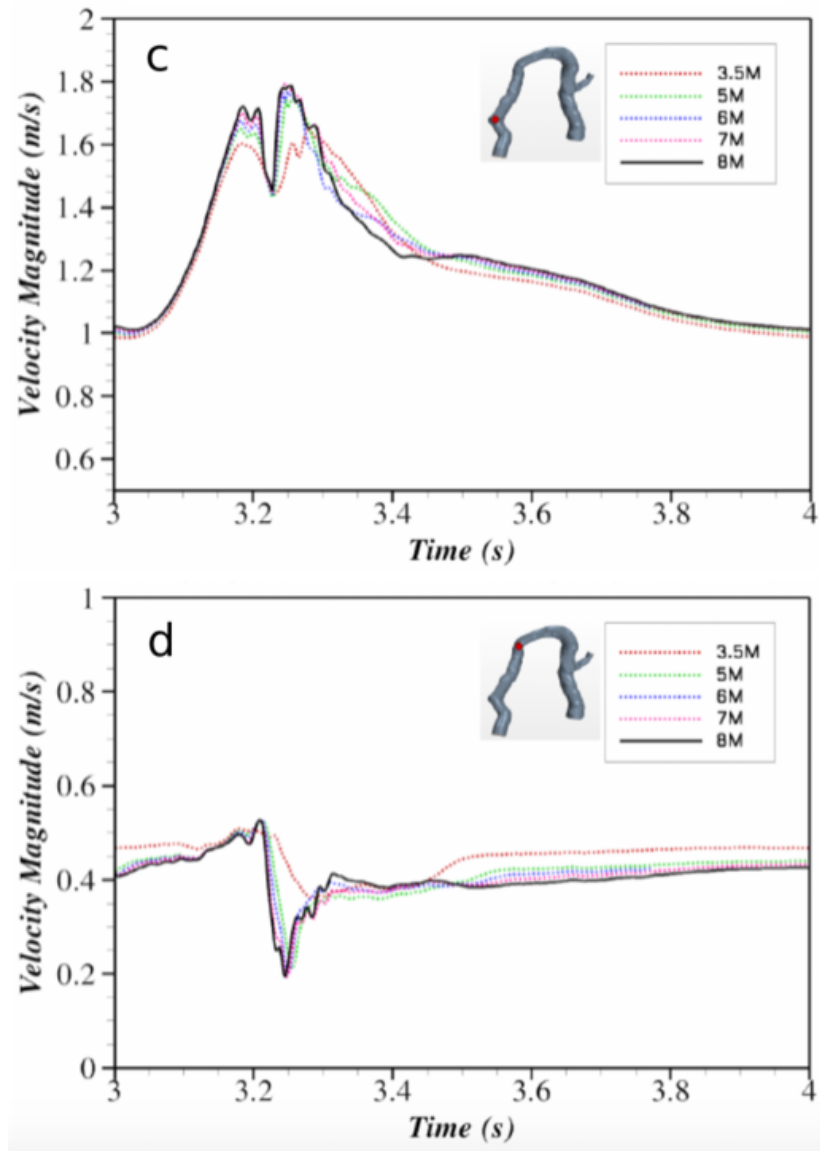 c
2
1.8
1.6
1.4
1.2
1
0.8
0.6
Velocity Magnitude (m/s)
3.5M
5M
6M
7M
8M
3 3.2 3.4 3.6 3.8 4
Time (s)
d
1
0.8
0.6
0.4
0.2
0
Velocity Magnitude (m/s)
3.5M
5M
6M
7M
8M
3 3.2 3.4 3.6 3.8 4
Time (s)